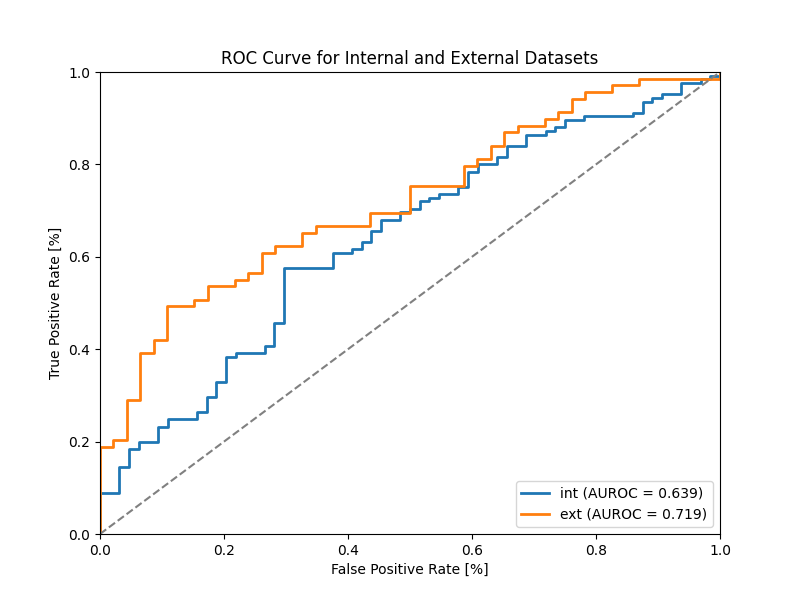 ROC Curve for Internal and External Datasets
True Positive Rate [%]
1.0
0.8
0.6
0.4
0.2
0.0
int (AUROC = 0.639)
ext (AUROC = 0.719)
0.0 0.2 0.4 0.6 0.8 1.0
False Positive Rate [%]